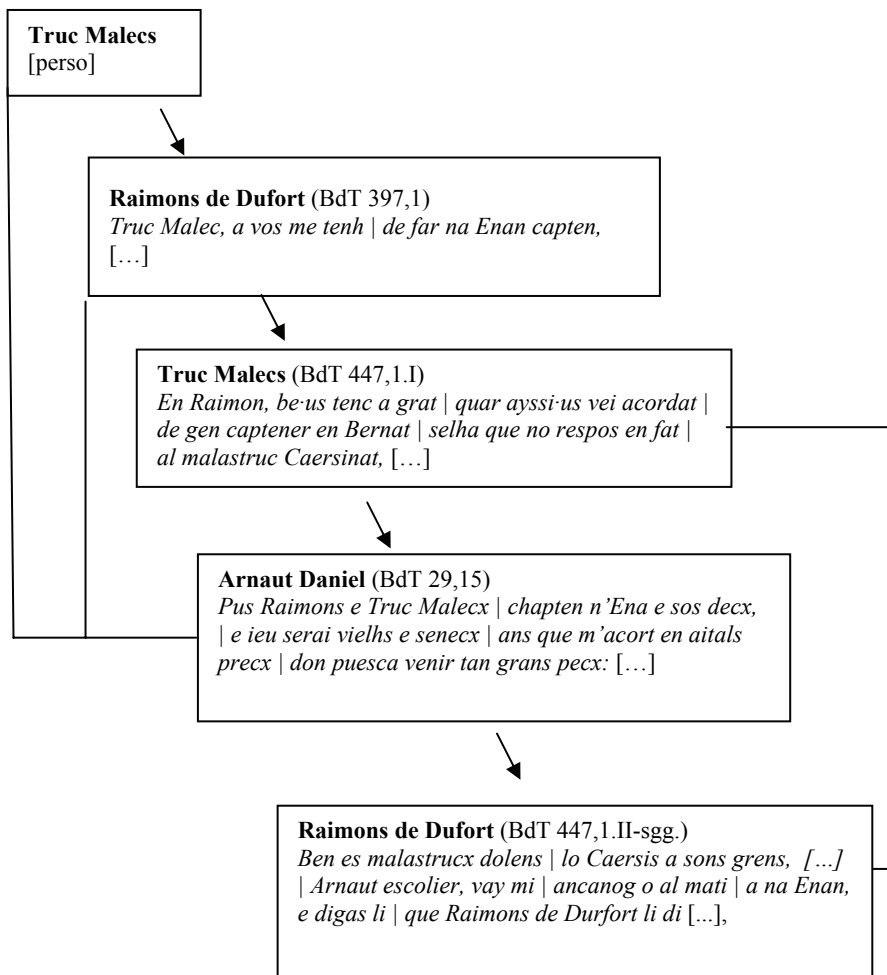 Truc Malecs
[perso]
Raimons de Dufort (BdT 397,1)
Truc Malec, a vos me tenh | de far na Enan capten,
[…]
Truc Malecs (BdT 447,1.I)
En Raimon, be·us tenc a grat | quar ayssi·us vei acordat |
de gen captener en Bernat | selha que no respos en fat |
al malastruc Caersinat, […]
Arnaut Daniel (BdT 29,15)
Pus Raimons e Truc Malecx | chapten n’Ena e sos decx,
| e ieu serai vielhs e senecx | ans que m’acort en aitals
precx | don puesca venir tan grans pecx: […]
Raimons de Dufort (BdT 447,1.II-sgg.)
Ben es malastrucx dolens | lo Caersis a sons grens, […]
| Arnaut escolier, vay mi | ancanog o al mati | a na Enan,
e digas li | que Raimons de Durfort li di [...],